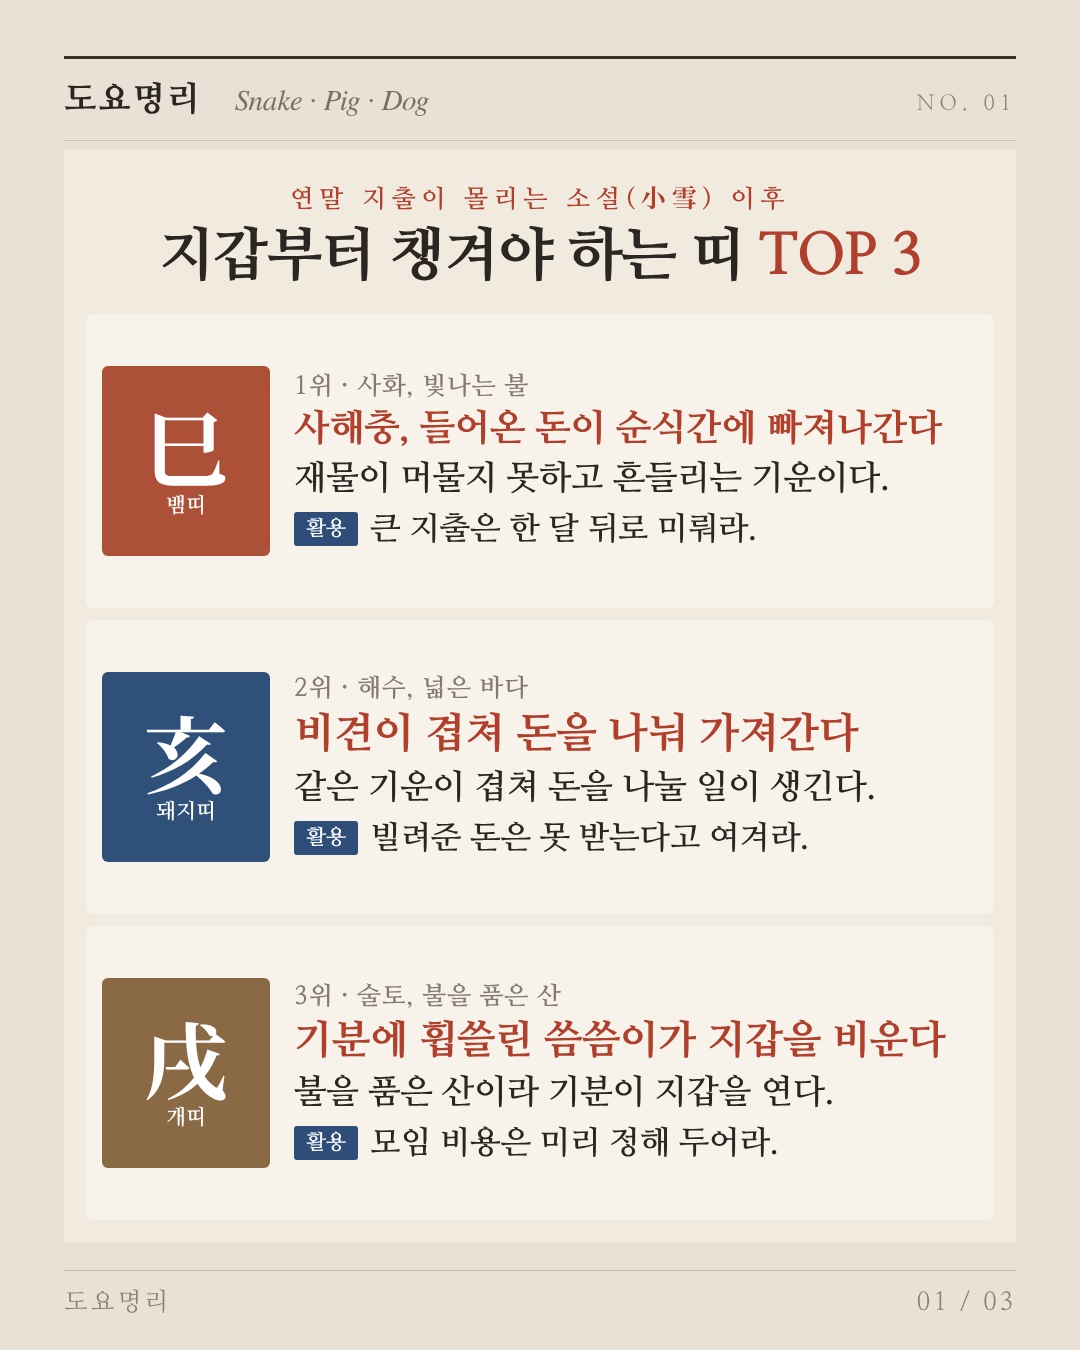 도요명리 Snake · Pig · Dog NO. 01
연말 지출이 몰리는 소설(小雪) 이후
지갑부터 챙겨야 하는 띠 TOP 3
巳
뱀띠
1위 · 사화, 빛나는 불
사해충, 들어온 돈이 순식간에 빠져나간다
재물이 머물지 못하고 흔들리는 기운이다.
활용 큰 지출은 한 달 뒤로 미뤄라.
亥
돼지띠
2위 · 해수, 넓은 바다
비견이 겹쳐 돈을 나눠 가져간다
같은 기운이 겹쳐 돈을 나눌 일이 생긴다.
활용 빌려준 돈은 못 받는다고 여겨라.
戌
개띠
3위 · 술토, 불을 품은 산
기분에 휩쓸린 씀씀이가 지갑을 비운다
불을 품은 산이라 기분이 지갑을 연다.
활용 모임 비용은 미리 정해 두어라.
도요명리 01 / 03